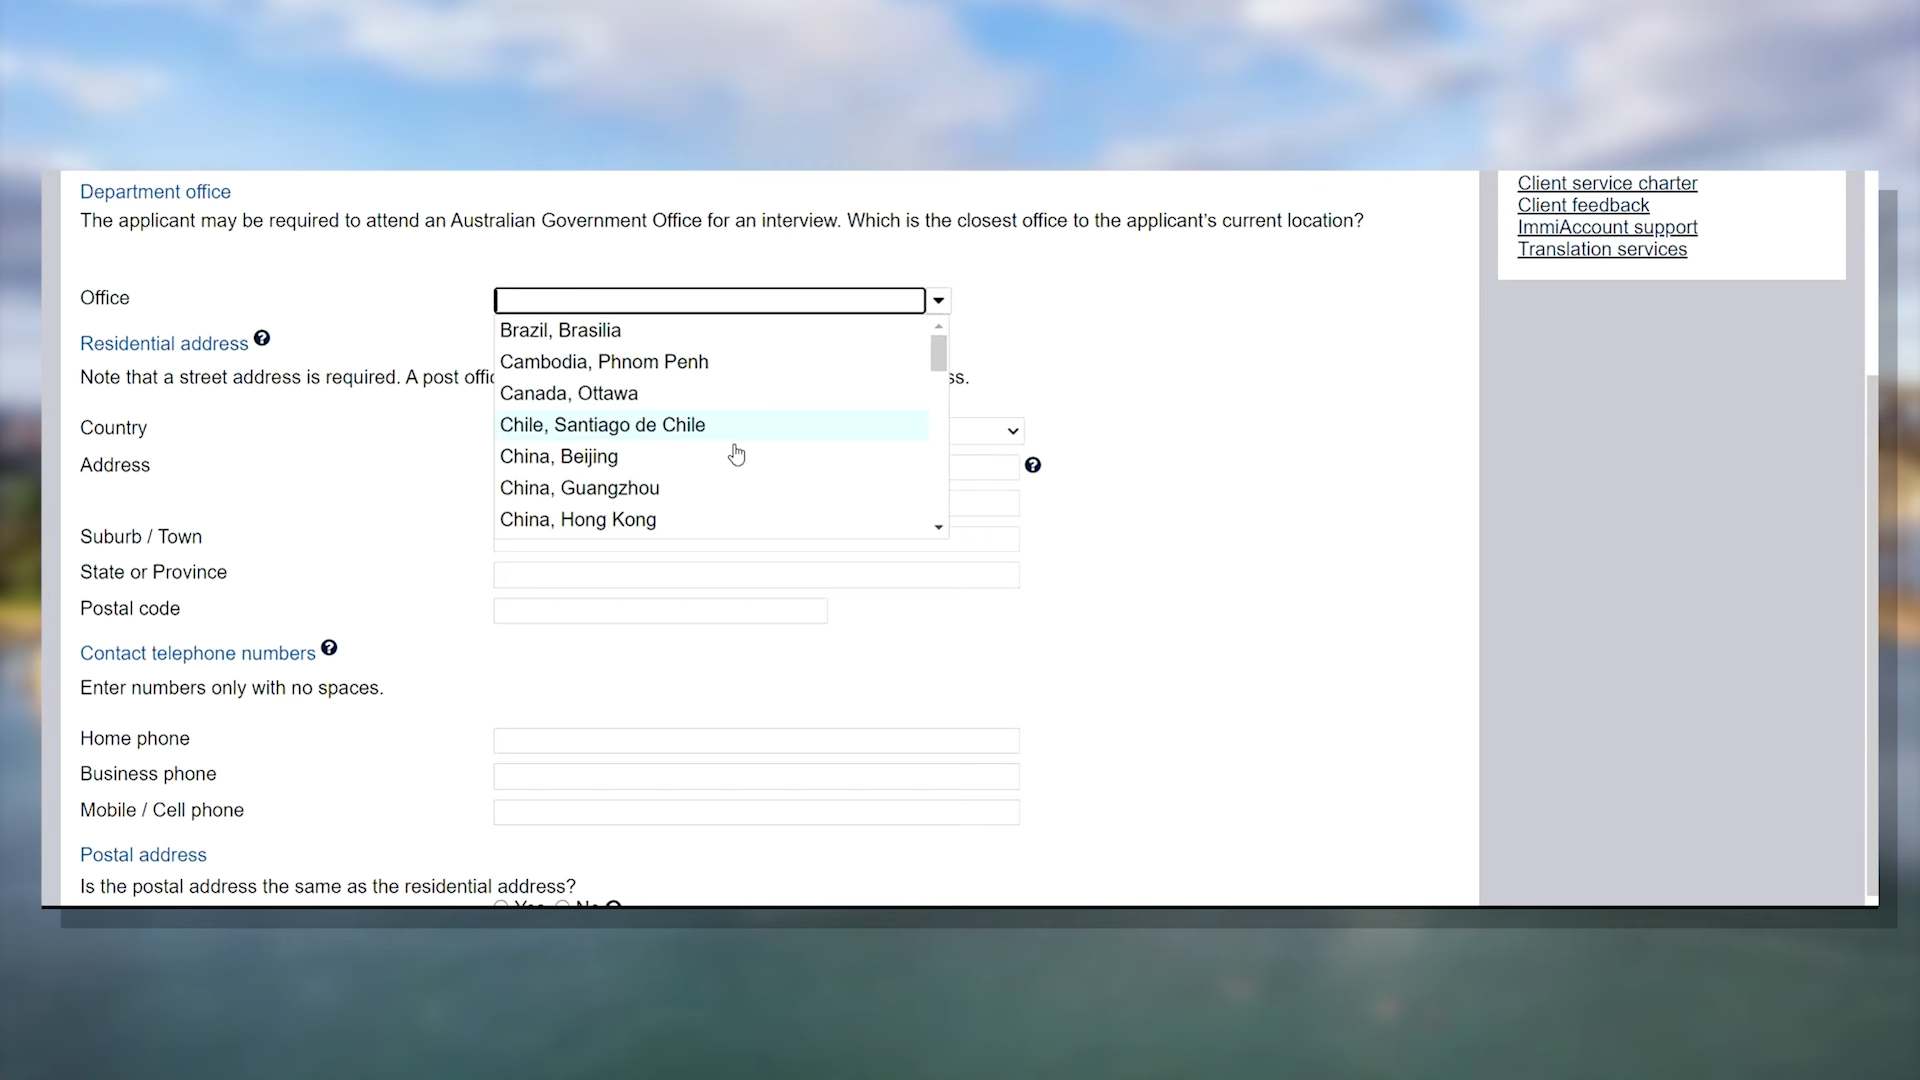 Department office
The applicant may be required to attend an Australian Government Office for an interview. Which is the closest office to the applicant's current location?
Office
Brazil, Brasilia
Cambodia, Phnom Penh
Canada, Ottawa
Chile, Santiago de Chile
China, Beijing
China, Guangzhou
China, Hong Kong
Residential address
Note that a street address is required. A post
Country
Address
Suburb / Town
State or Province
Postal code
Contact telephone numbers
Enter numbers only with no spaces.
Home phone
Business phone
Mobile / Cell phone
Postal address
Is the postal address the same as the residential address?
Yes No
Client service charter
Client feedback
ImmiAccount support
Translation services